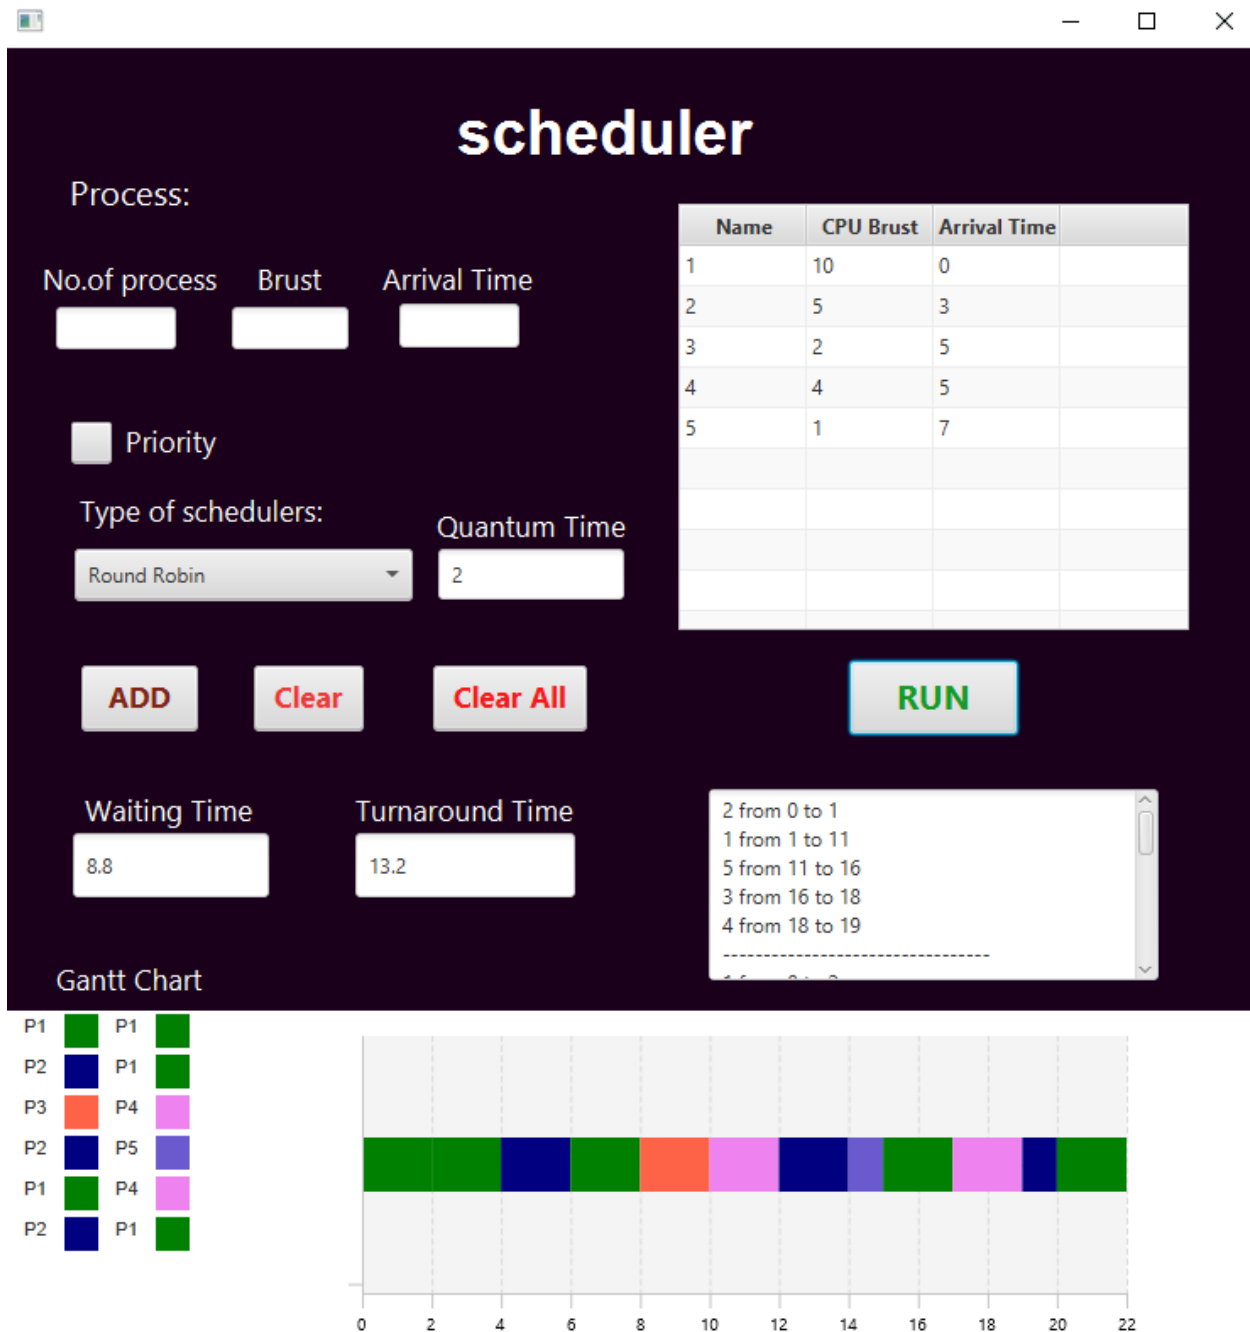 scheduler
Process:
No.of process Brust Arrival Time
Name CPU Brust Arrival Time
1 10 0
2 5 3
3 2 5
4 4 5
5 1 7
Priority
Type of schedulers:
Quantum Time
Round Robin
2
ADD Clear Clear All
RUN
Waiting Time Turnaround Time
8.8 13.2
2 from 0 to 1
1 from 1 to 11
5 from 11 to 16
3 from 16 to 18
4 from 18 to 19
---------------------------------
Gantt Chart
P1 P1
P2 P1
P3 P4
P2 P5
P1 P4
P2 P1
0 2 4 6 8 10 12 14 16 18 20 22